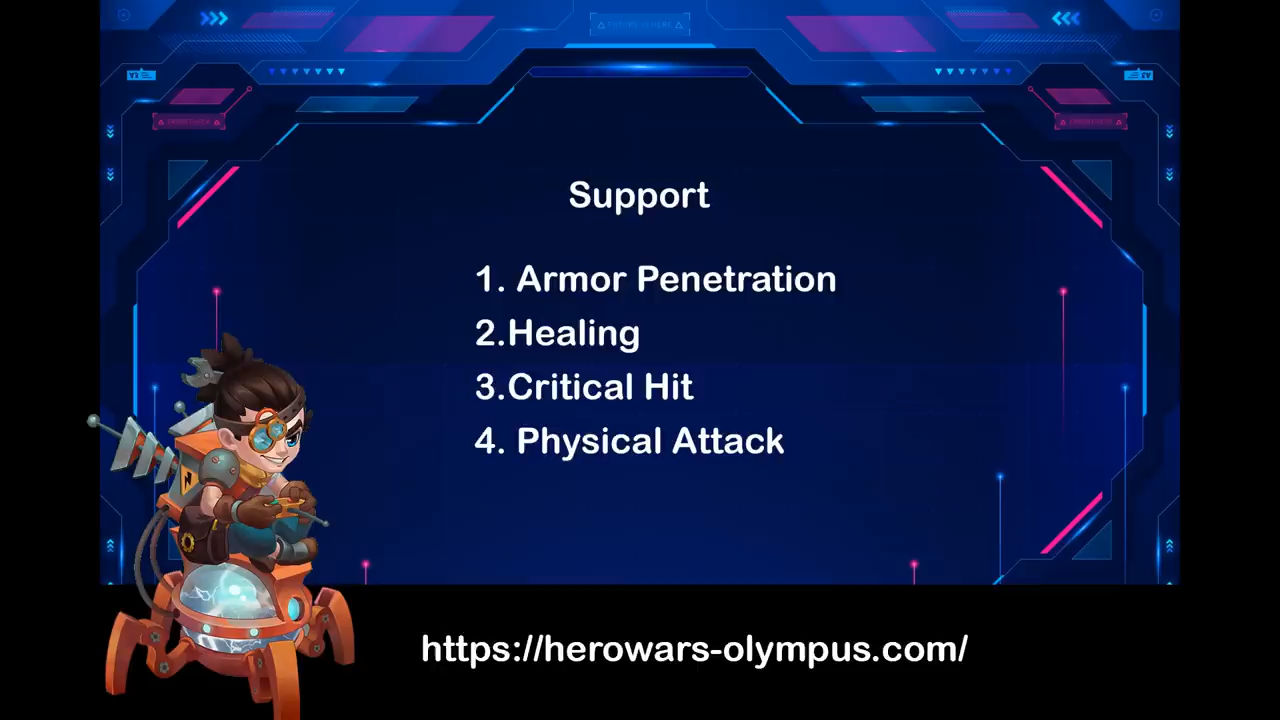 Support
1. Armor Penetration
2.Healing
3.Critical Hit
4. Physical Attack
https://herowars-olympus.com/